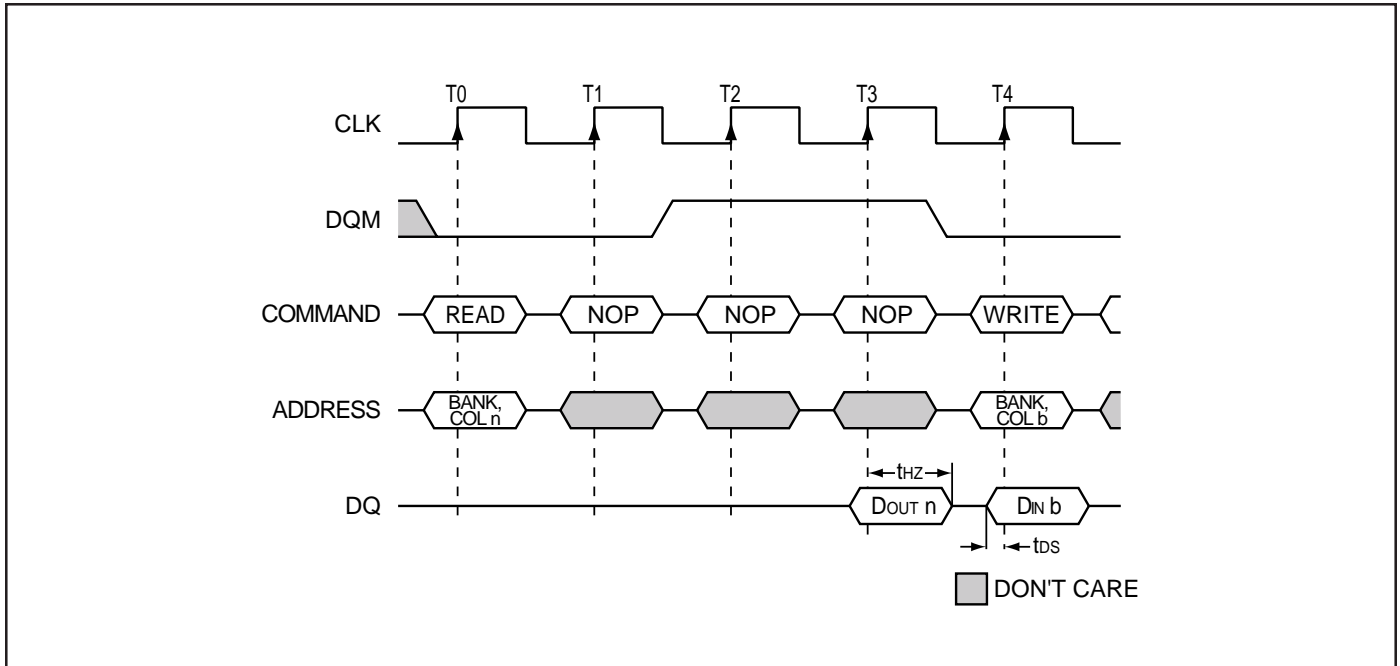 T0 T1 T2 T3 T4
CLK
DQM
COMMAND READ NOP NOP NOP WRITE
ADDRESS BANK, COL n BANK, COL b
tHZ
DQ DOUT n DIN b
tDS
DON'T CARE